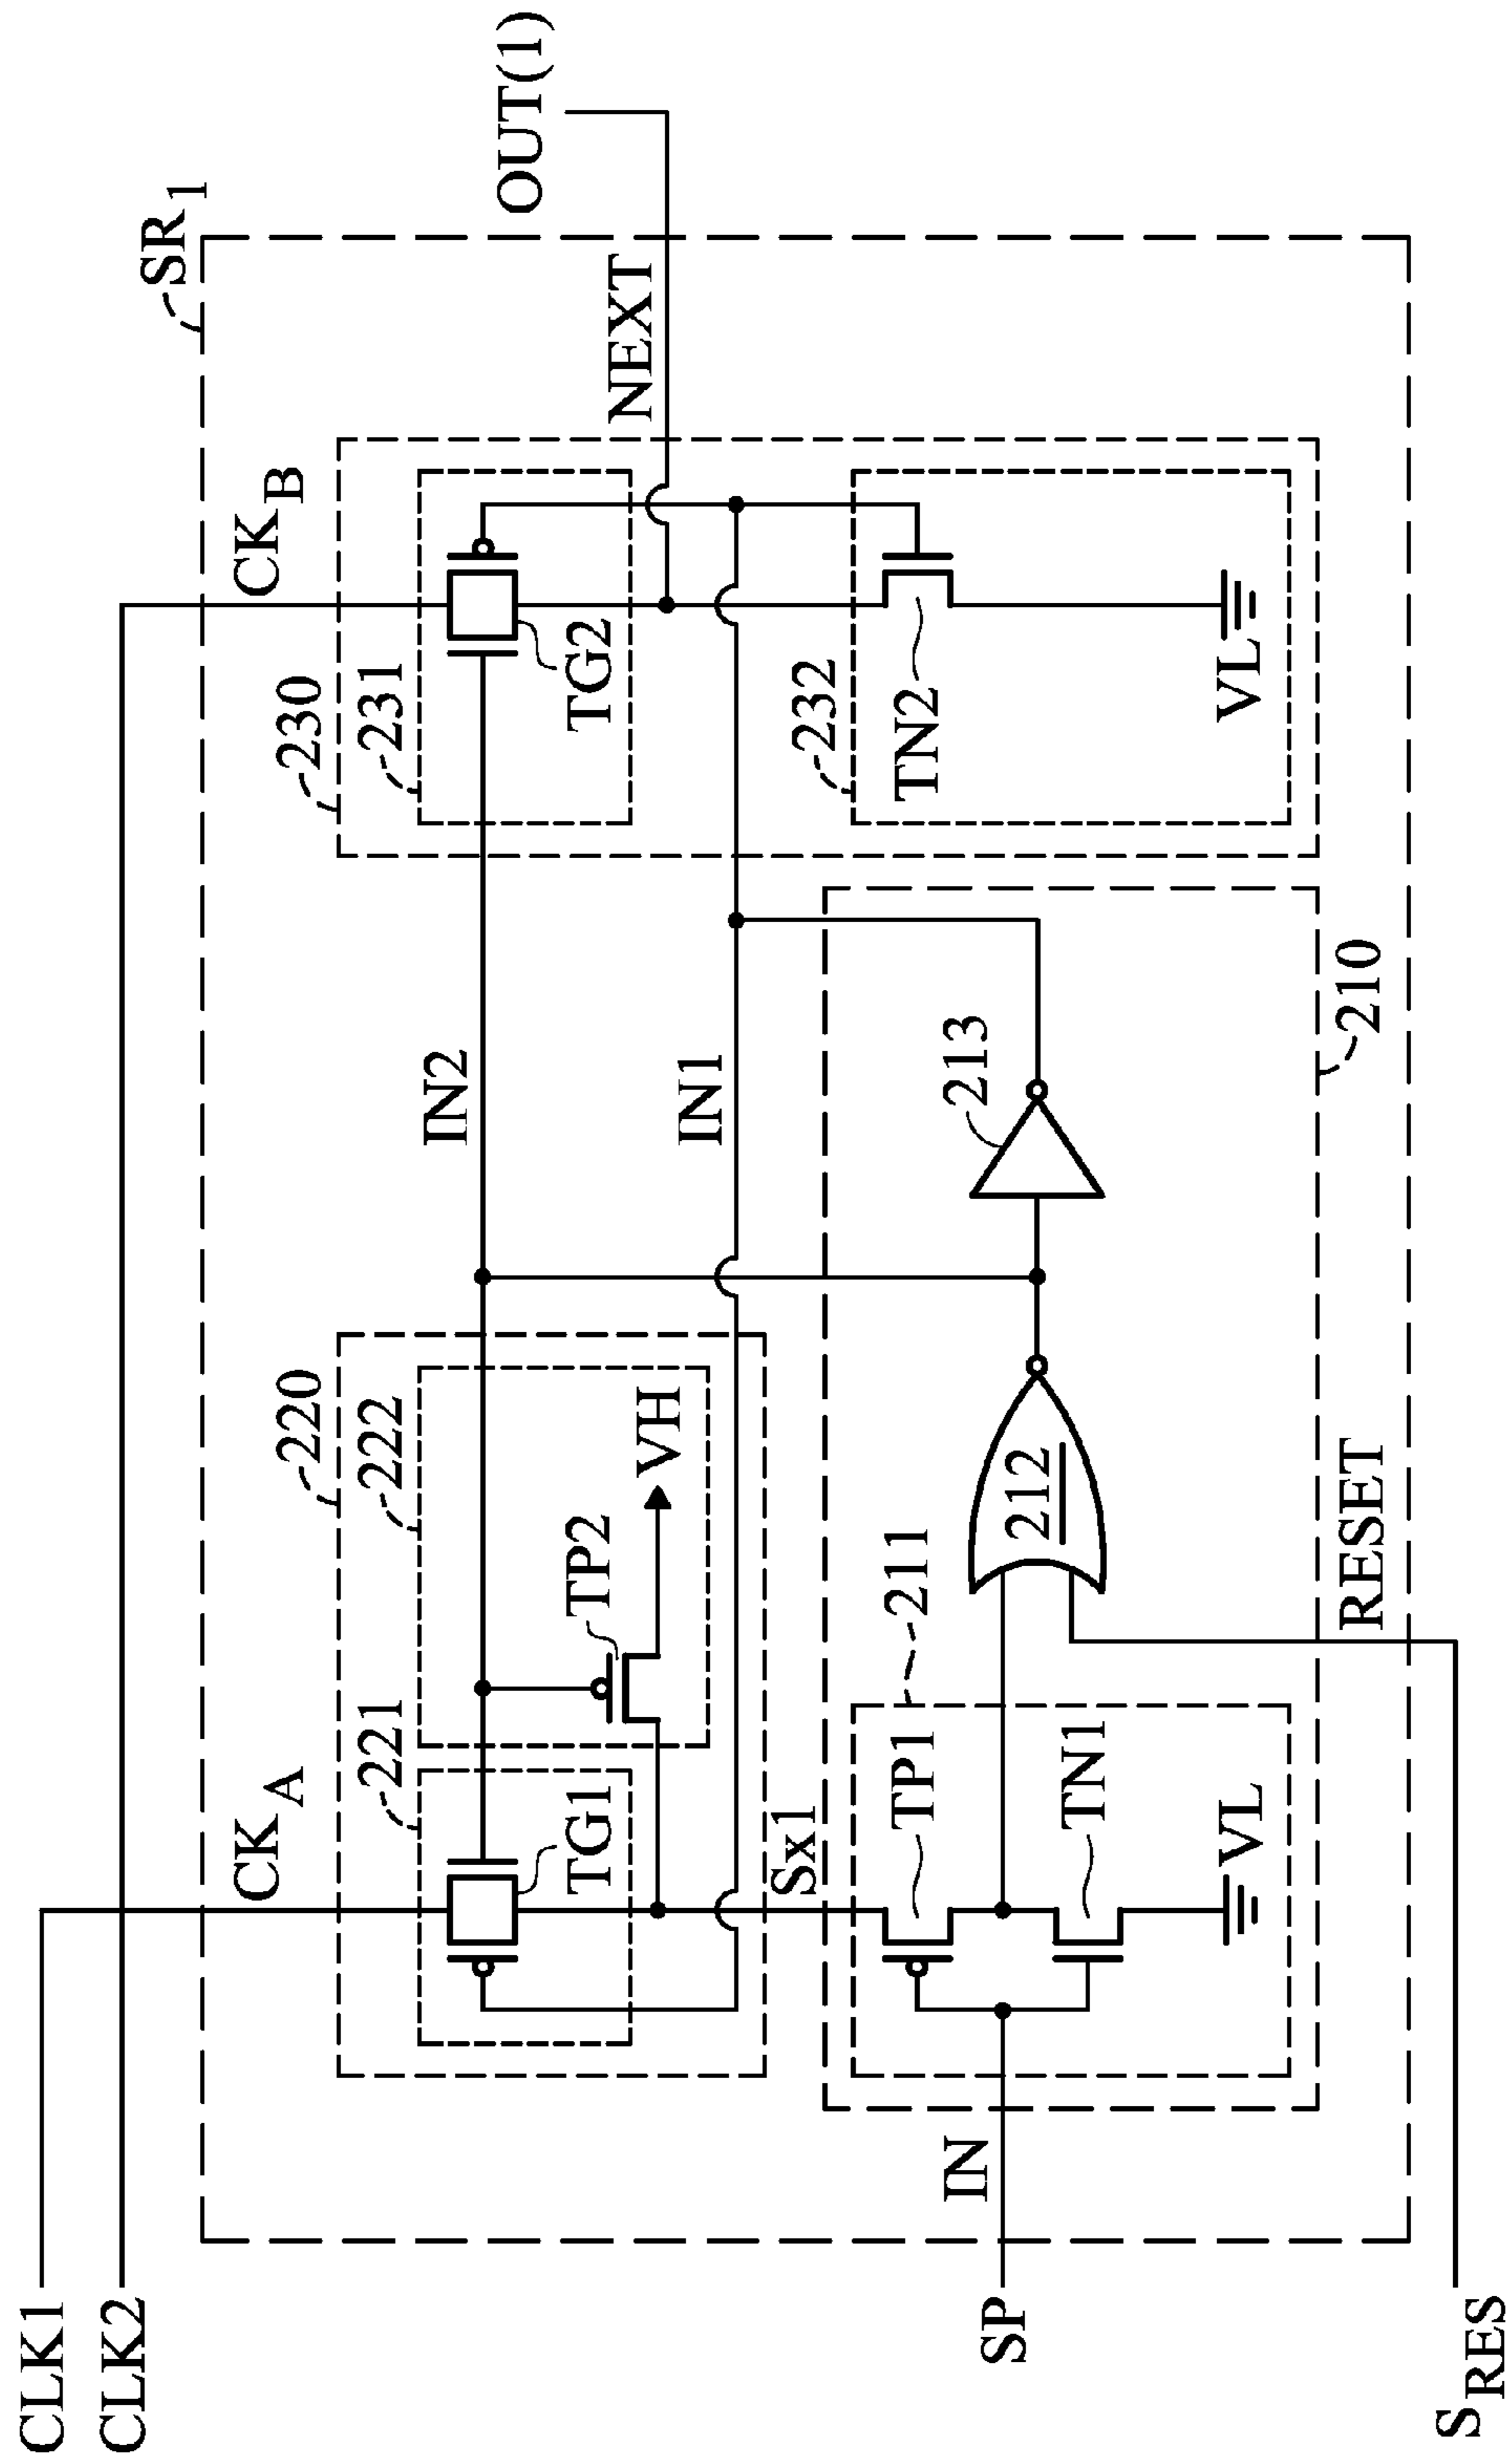 SR1
CLK1
CLK2
CKA
CKB
220
221
222
TG1
TP2
VH
230
231
TG2
IN2
IN1
NEXT
OUT(1)
Sx1
232
TN2
VL
211
TP1
TN1
VL
212
213
IN
SP
RESET
210
SRES